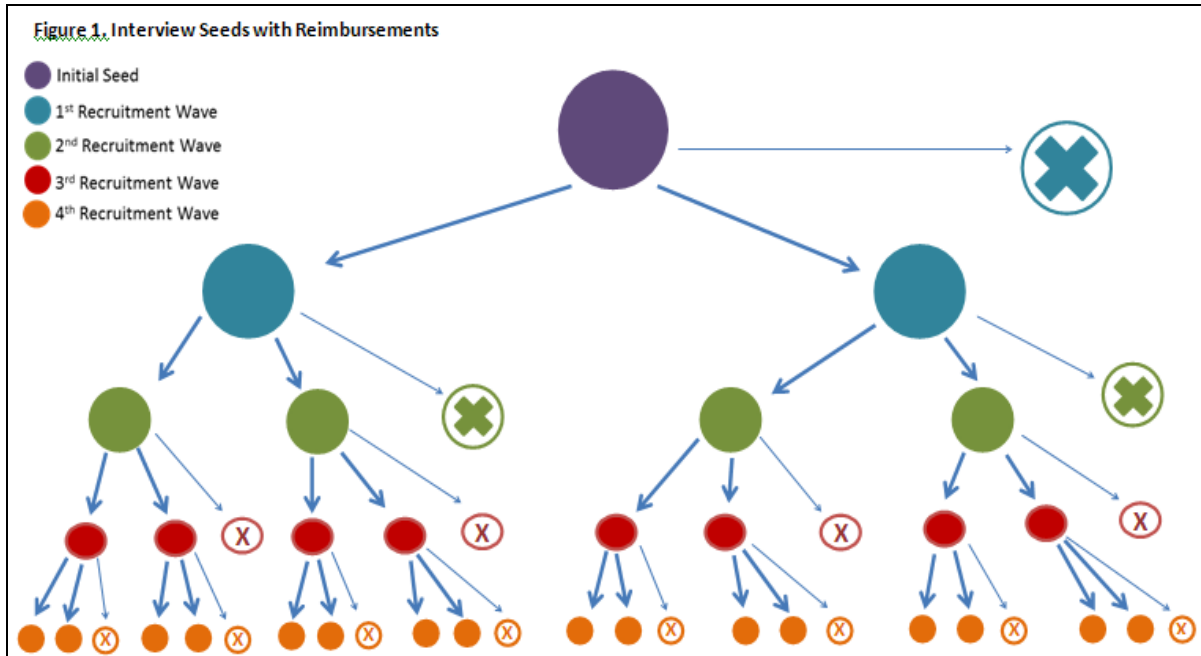 Figure 1. Interview Seeds with Reimbursements
Initial Seed
1st Recruitment Wave
2nd Recruitment Wave
3rd Recruitment Wave
4th Recruitment Wave
X X X X
X X X X X X X X